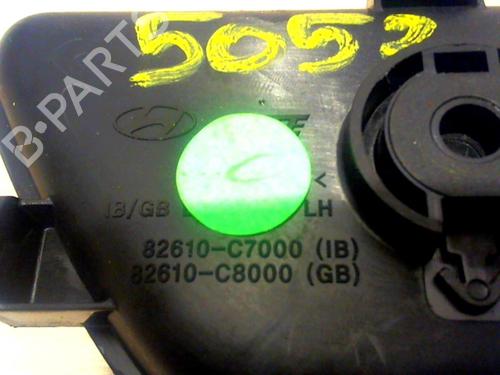 5052
B-PARTS
<
IB/GB LH
82610-C7000 (IB)
82610-C8000 (GB)